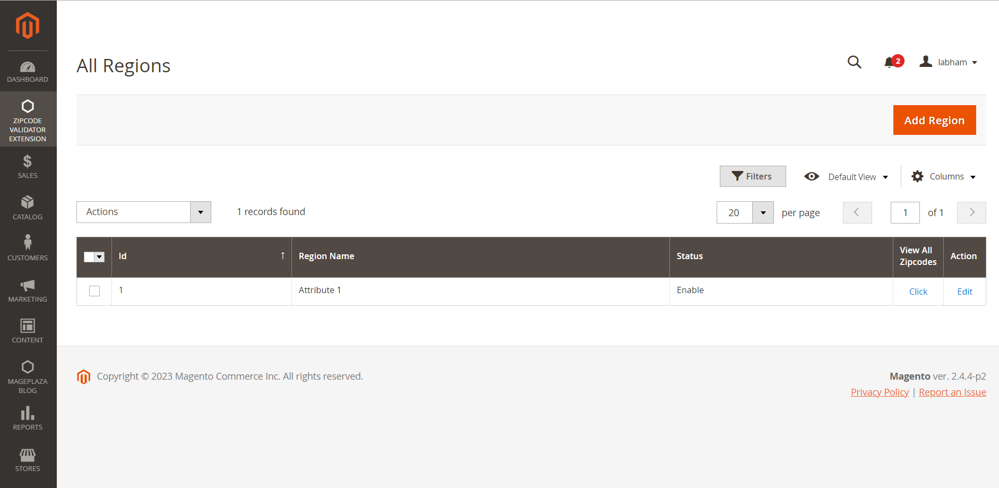 DASHBOARD
ZIPCODE
VALIDATOR
EXTENSION
SALES
CATALOG
CUSTOMERS
MARKETING
CONTENT
MAGEPLAZA
BLOG
REPORTS
STORES
All Regions
2
labham
Add Region
Filters
Default View
Columns
Actions
1 records found
20
per page
1
of 1
Id ↑ Region Name Status View All Zipcodes Action
1 Attribute 1 Enable Click Edit
Copyright © 2023 Magento Commerce Inc. All rights reserved.
Magento ver. 2.4.4-p2
Privacy Policy | Report an Issue